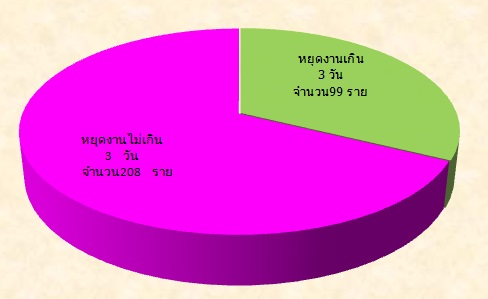 หยุดงานเกิน
3 วัน
จำนวน99 ราย
หยุดงานไม่เกิน
3 วัน
จำนวน208 ราย